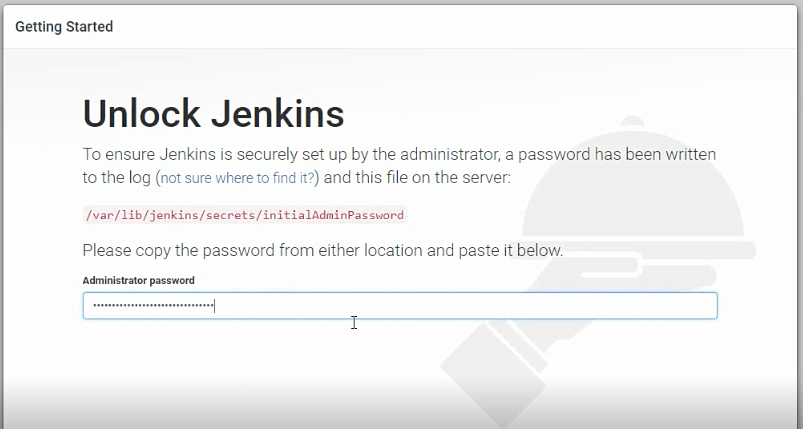 Getting Started
Unlock Jenkins
To ensure Jenkins is securely set up by the administrator, a password has been written
to the log (not sure where to find it?) and this file on the server:
/var/lib/jenkins/secrets/initialAdminPassword
Please copy the password from either location and paste it below.
Administrator password
••••••••••••••••••••••••••••••••